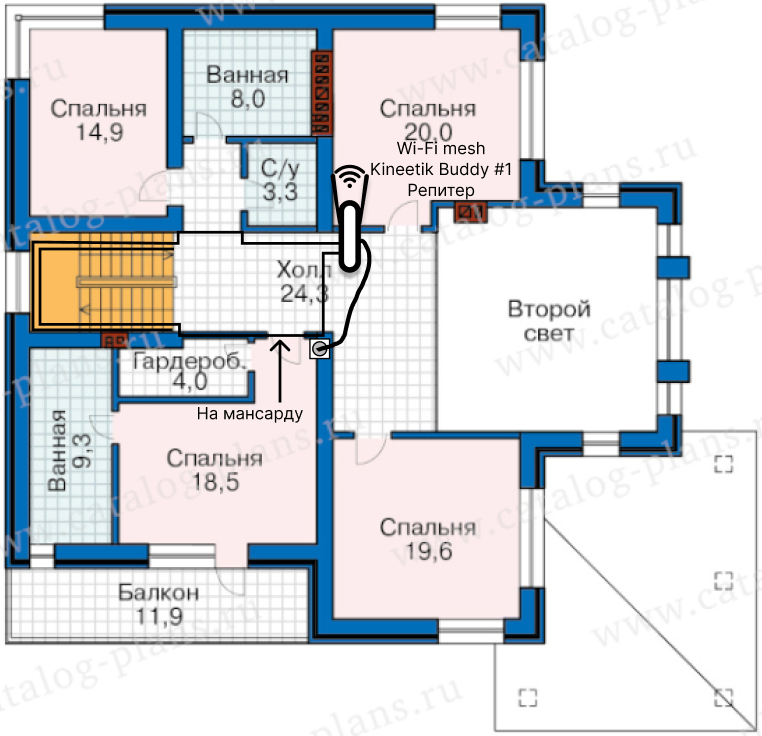 Ванная
8,0
Спальня
14,9
Спальня
20,0
Wi-Fi mesh
Kineetik Buddy #1
Репитер
С/у
3,3
Холл
24,3
Второй
свет
Гардероб.
4,0
На мансарду
Ванная
9,3
Спальня
18,5
Спальня
19,6
Балкон
11,9
www.catalog-plans.ru